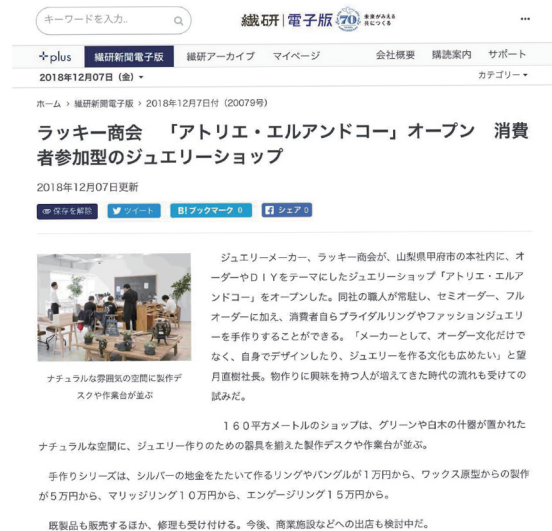 キーワードを入力..
繊研 電子版 70 未来がみえる 共につくる
plus 繊研新聞電子版 繊研アーカイブ マイページ 会社概要 購読案内 サポート
2018年12月07日 (金) カテゴリー
ホーム > 繊研新聞電子版 > 2018年12月7日付 (20079号)
ラッキー商会 「アトリエ・エルアンドコー」オープン 消費
者参加型のジュエリーショップ
2018年12月07日更新
保存を解除 ツイート B!ブックマーク 0 シェア 0
ジュエリーメーカー、ラッキー商会が、山梨県甲府市の本社内に、オ
ーダーやDIYをテーマにしたジュエリーショップ「アトリエ・エルア
ンドコー」をオープンした。同社の職人が常駐し、セミオーダー、フル
オーダーに加え、消費者自らブライダルリングやファッションジュエリ
ーを手作りすることができる。「メーカーとして、オーダー文化だけで
なく、自身でデザインしたり、ジュエリーを作る文化も広めたい」と望
月直樹社長。物作りに興味を持つ人が増えてきた時代の流れも受けての
試みだ。
ナチュラルな雰囲気の空間に製作デ
スクや作業台が並ぶ
160平方メートルのショップは、グリーンや白木の什器が置かれた
ナチュラルな空間に、ジュエリー作りのための器具を揃えた製作デスクや作業台が並ぶ。
手作りシリーズは、シルバーの地金をたたいて作るリングやバングルが1万円から、ワックス原型からの製作
が5万円から、マリッジリング10万円から、エンゲージリング15万円から。
既製品も販売するほか、修理も受け付ける。今後、商業施設などへの出店も検討中だ。